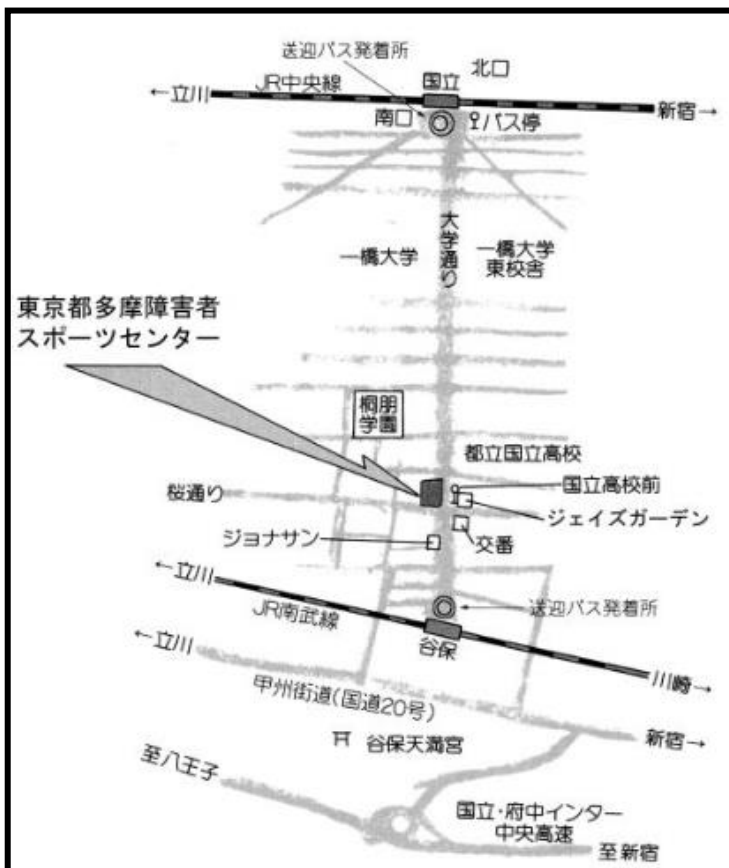 送迎バス発着所
北口
国立
JR中央線
←立川
新宿→
南口
バス停
大学通り
一橋大学
一橋大学
東校舎
東京都多摩障害者
スポーツセンター
桐朋
学園
都立国立高校
桜通り
国立高校前
ジェイズガーデン
ジョナサン
交番
←立川
JR南武線
送迎バス発着所
谷保
←立川
川崎→
甲州街道(国道20号)
谷保天満宮
新宿→
至八王子
国立・府中インター
中央高速
至新宿